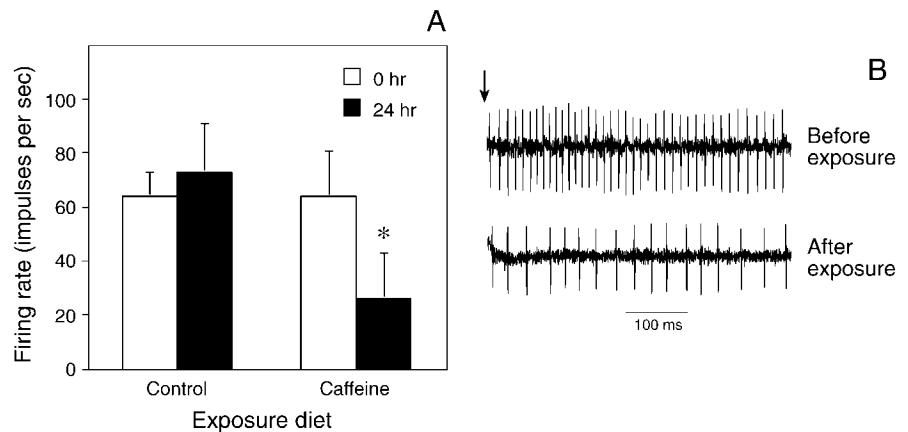 A
Firing rate (impulses per sec)
100
80
60
40
20
0
0 hr
24 hr
*
Control
Caffeine
Exposure diet
B
Before
exposure
After
exposure
100 ms